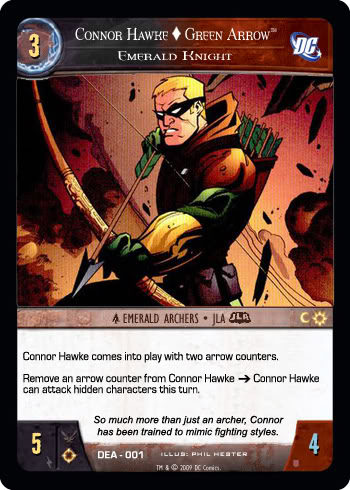 3
Connor Hawke ♦ Green Arrow™
DC
Emerald Knight
EMERALD ARCHERS • JLA JLA
C
Connor Hawke comes into play with two arrow counters.
Remove an arrow counter from Connor Hawke ➔ Connor Hawke
can attack hidden characters this turn.
So much more than just an archer, Connor
has been trained to mimic fighting styles.
5
DEA - 001
ILLUS: PHIL HESTER
4
TM & © 2009 DC Comics.